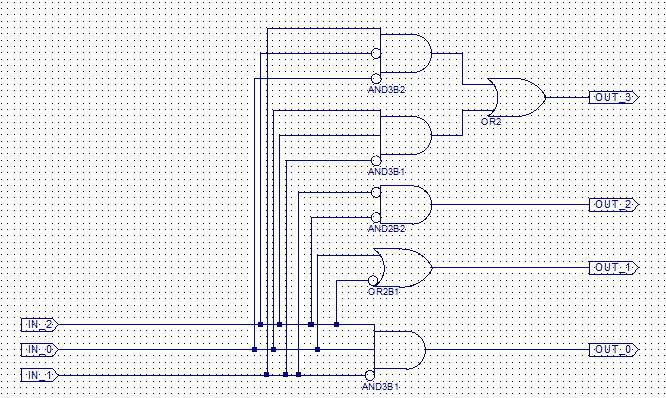 AND3B2
OUT_3
OR2
AND3B1
OUT_2
AND2B2
OUT_1
OR2B1
IN_2
IN_0
OUT_0
IN_1
AND3B1